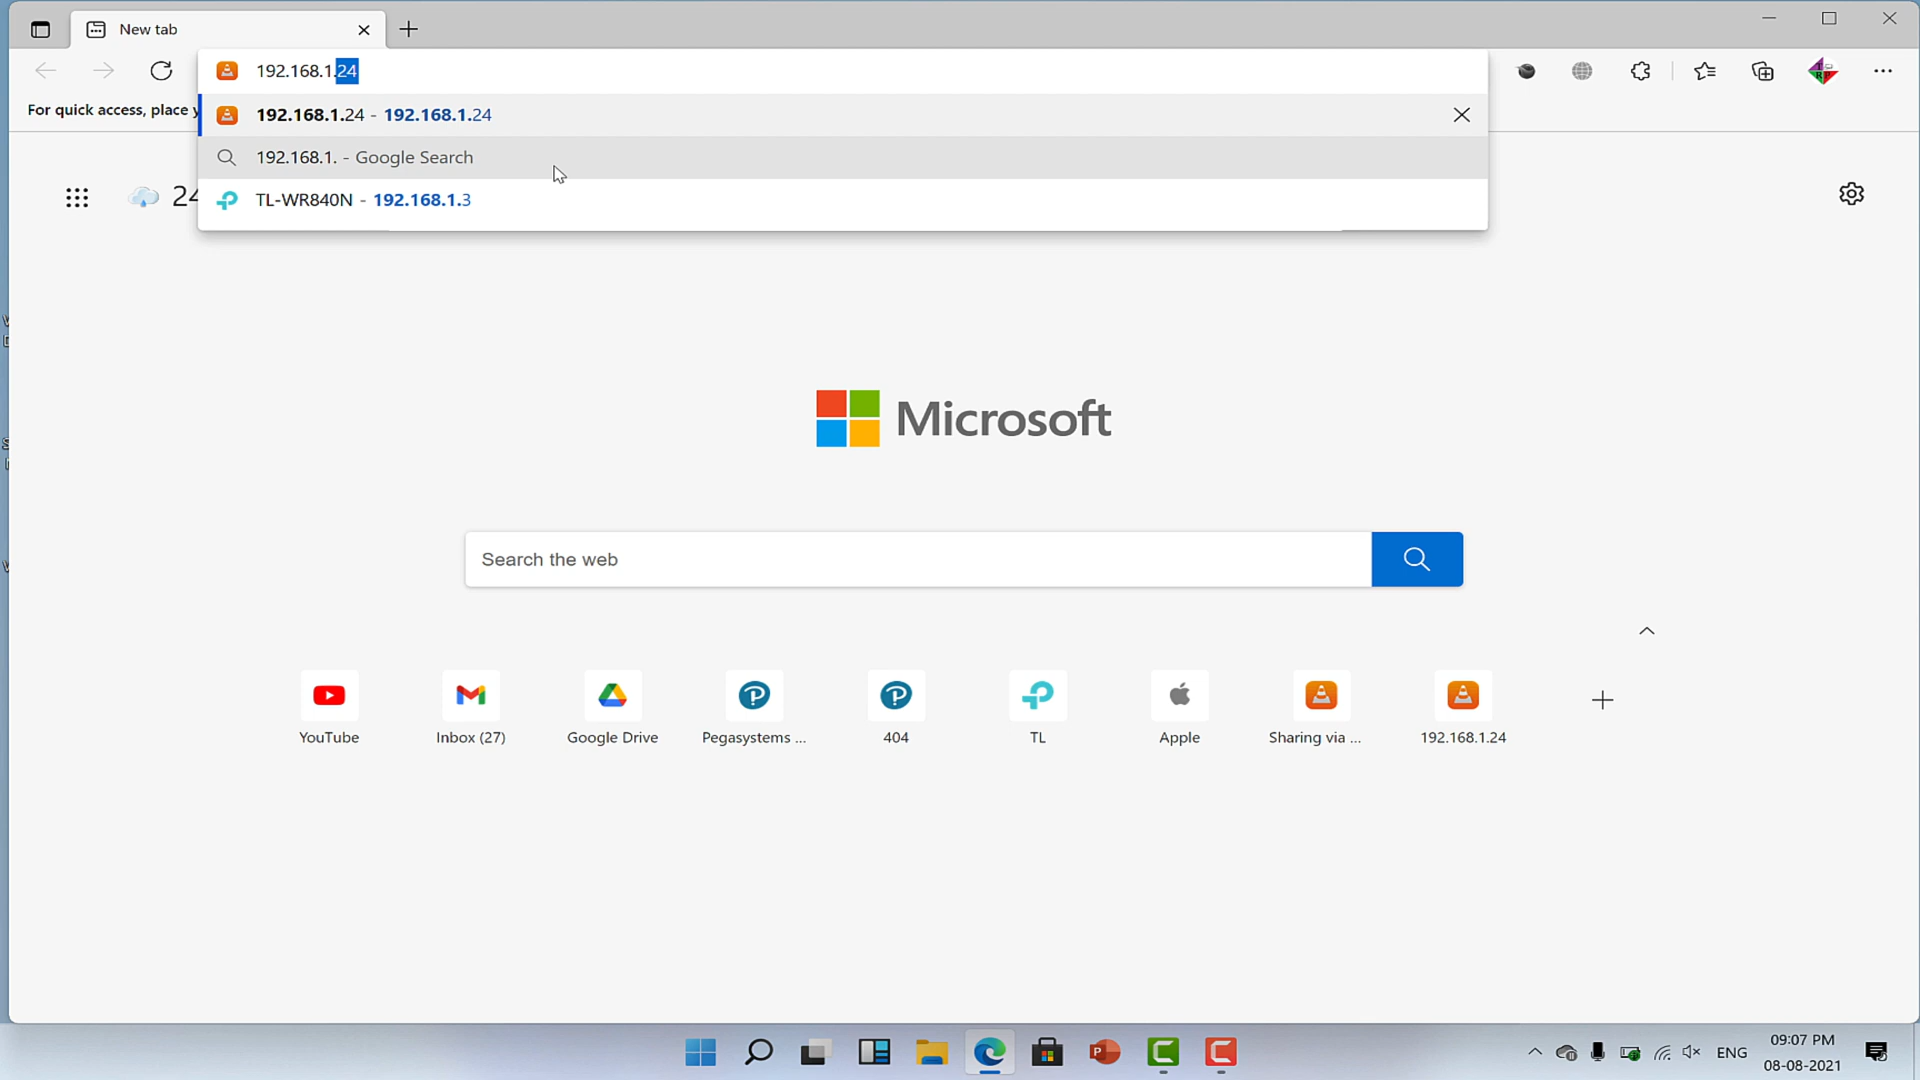 New tab
192.168.1.24
192.168.1.24 - 192.168.1.24
192.168.1. - Google Search
TL-WR840N - 192.168.1.3
For quick access, place y
24
Microsoft
Search the web
YouTube
Inbox (27)
Google Drive
Pegasystems ...
404
TL
Apple
Sharing via ...
192.168.1.24
ENG
09:07 PM
08-08-2021